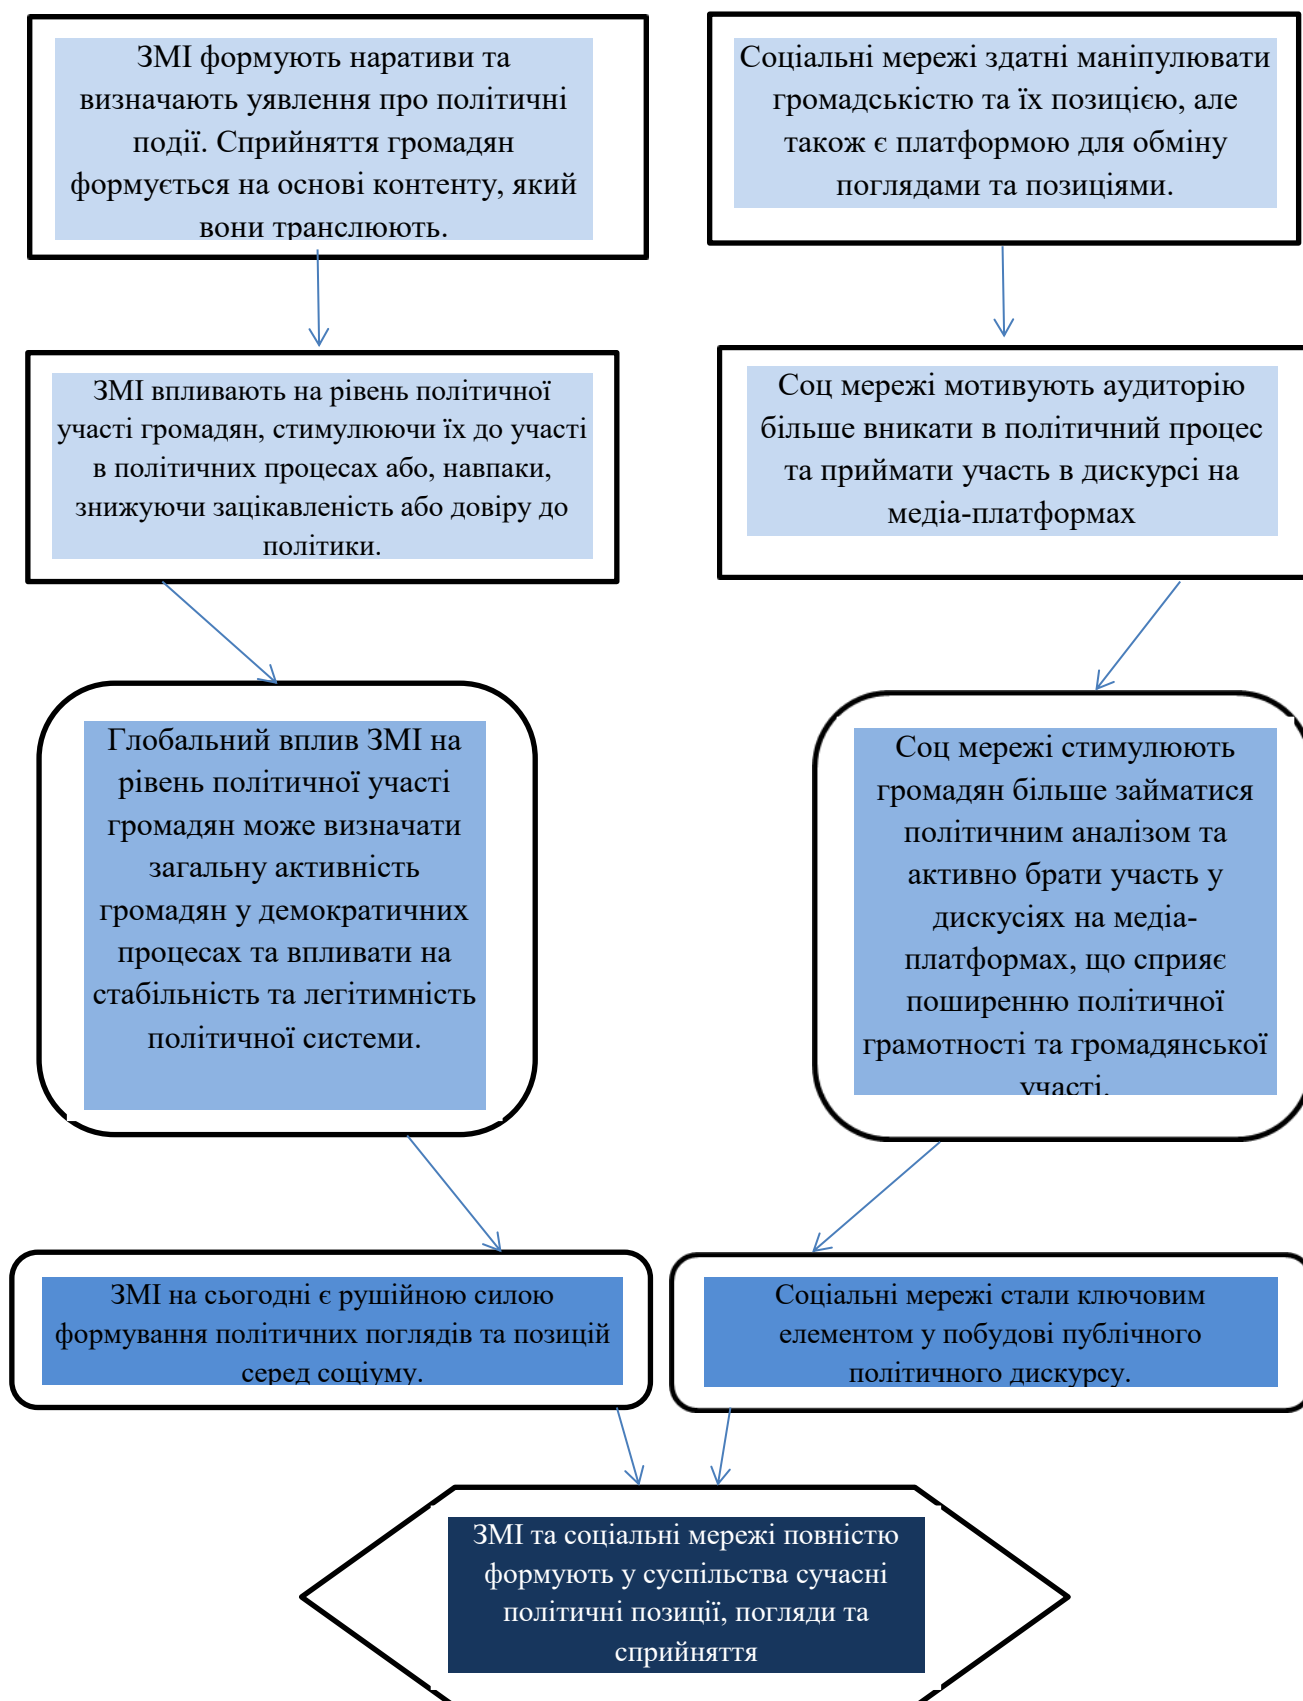 ЗМІ формують наративи та
визначають уявлення про політичні
події. Сприйняття громадян
формується на основі контенту, який
вони транслюють.
Соціальні мережі здатні маніпулювати
громадськістю та їх позицією, але
також є платформою для обміну
поглядами та позиціями.
ЗМІ впливають на рівень політичної
участі громадян, стимулюючи їх до участі
в політичних процесах або, навпаки,
знижуючи зацікавленість або довіру до
політики.
Соц мережі мотивують аудиторію
більше вникати в політичний процес
та приймати участь в дискурсі на
медіа-платформах
Глобальний вплив ЗМІ на
рівень політичної участі
громадян може визначати
загальну активність
громадян у демократичних
процесах та впливати на
стабільність та легітимність
політичної системи.
Соц мережі стимулюють
громадян більше займатися
політичним аналізом та
активно брати участь у
дискусіях на медіа-
платформах, що сприяє
поширенню політичної
грамотності та громадянської
участі.
ЗМІ на сьогодні є рушійною силою
формування політичних поглядів та позицій
серед соціуму.
Соціальні мережі стали ключовим
елементом у побудові публічного
політичного дискурсу.
ЗМІ та соціальні мережі повністю
формують у суспільства сучасні
політичні позиції, погляди та
сприйняття